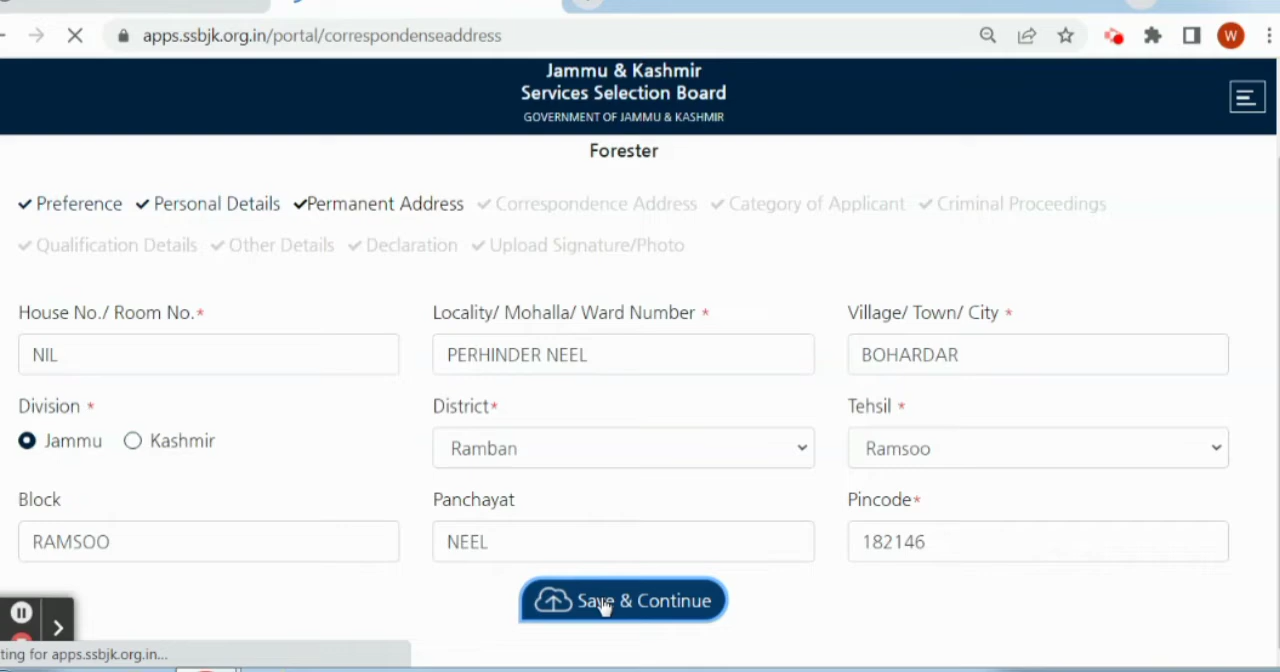 apps.ssbjk.org.in/portal/correspondenseaddress
W
Jammu & Kashmir
Services Selection Board
GOVERNMENT OF JAMMU & KASHMIR
Forester
Preference Personal Details Permanent Address Correspondence Address Category of Applicant Criminal Proceedings
Qualification Details Other Details Declaration Upload Signature/Photo
House No./ Room No.* Locality/ Mohalla/ Ward Number * Village/ Town/ City *
NIL PERHINDER NEEL BOHARDAR
Division * District* Tehsil *
Jammu Kashmir Ramban Ramsoo
Block Panchayat Pincode*
RAMSOO NEEL 182146
Save & Continue
ting for apps.ssbjk.org.in...